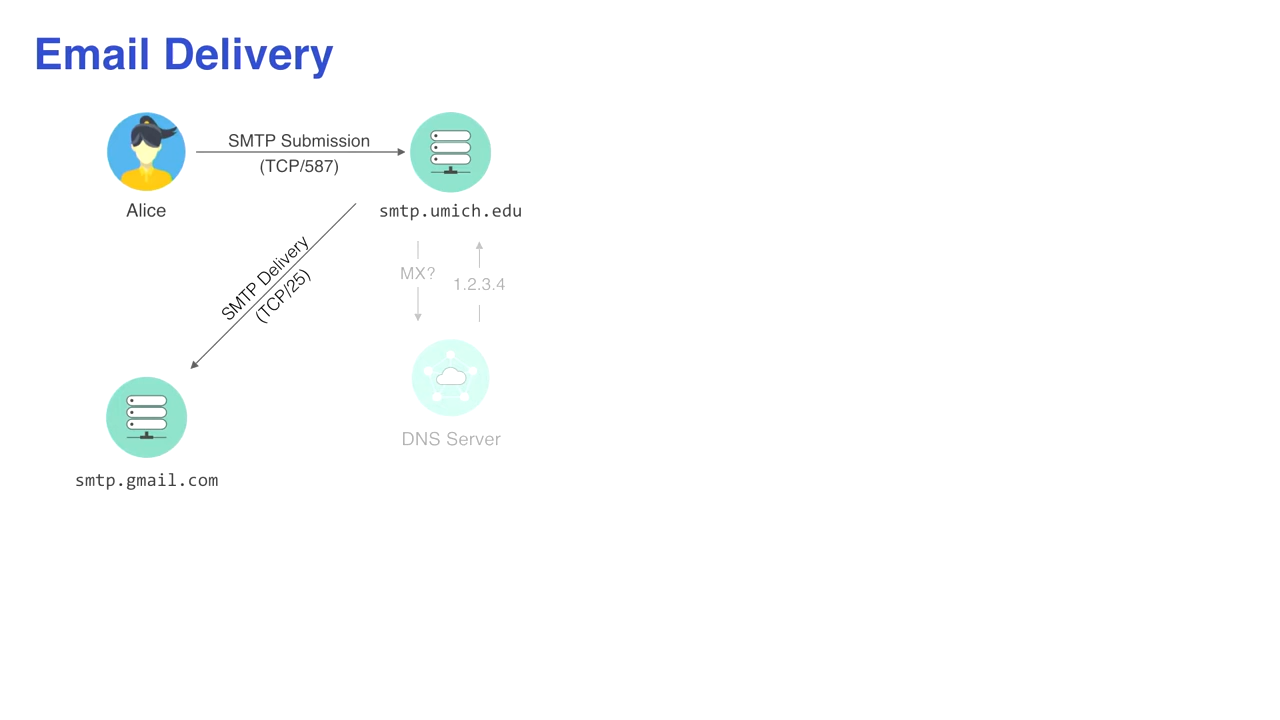 Email Delivery
SMTP Submission
(TCP/587)
Alice
smtp.umich.edu
SMTP Delivery
(TCP/25)
MX?
1.2.3.4
DNS Server
smtp.gmail.com